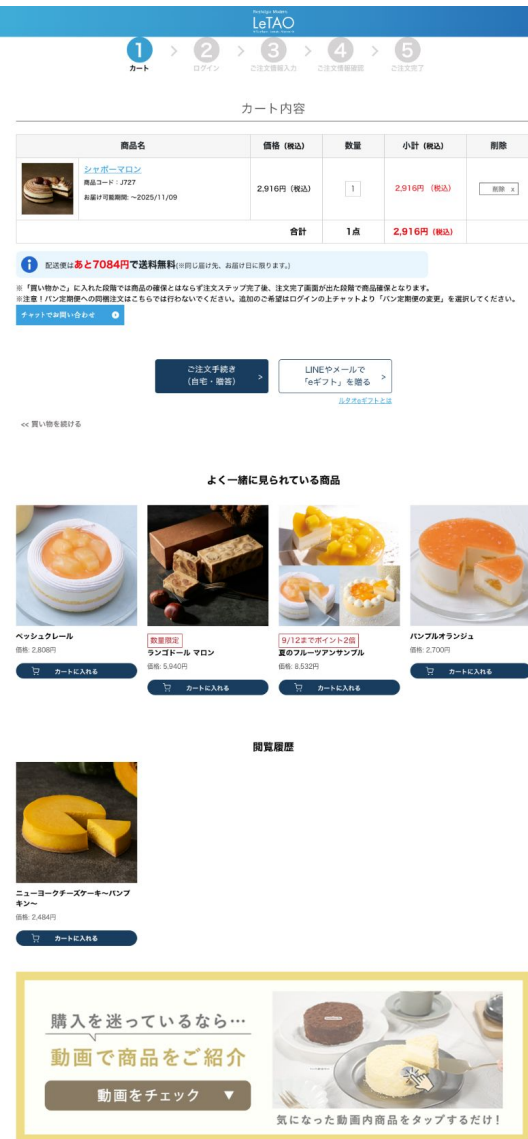 LeTAO
1 > 2 > 3 > 4 > 5
カート ログイン ご注文情報入力 ご注文情報確認 ご注文完了
カート内容
商品名 価格（税込） 数量 小計（税込） 削除
シャポーマロン
商品コード：J727
お届け可能期間: ～2025/11/09
2,916円（税込） 1 2,916円（税込） 削除 x
合計 1点 2,916円（税込）
配送便はあと7084円で送料無料(※同じ届け先、お届け日に限ります。)
※「買い物かご」に入れた段階では商品の確保とはならず注文ステップ完了後、注文完了画面が出た段階で商品確保となります。
※注意！パン定期便への同梱注文はこちらでは行わないでください。追加のご希望はログインの上チャットより「パン定期便の変更」を選択してください。
チャットでお問い合わせ
ご注文手続き
（自宅・贈答） >
LINEやメールで
「eギフト」を贈る >
ルタオeギフトとは
<< 買い物を続ける
よく一緒に見られている商品
ペッシュクレール
価格: 2,808円
カートに入れる
数量限定
ランゴドール マロン
価格: 5,940円
カートに入れる
9/12までポイント2倍
夏のフルーツアンサンブル
価格: 8,532円
カートに入れる
パンプルオランジュ
価格: 2,700円
カートに入れる
閲覧履歴
ニューヨークチーズケーキ～パンプ
キン～
価格: 2,484円
カートに入れる
購入を迷っているなら…
動画で商品をご紹介
動画をチェック ▼
気になった動画内商品をタップするだけ！